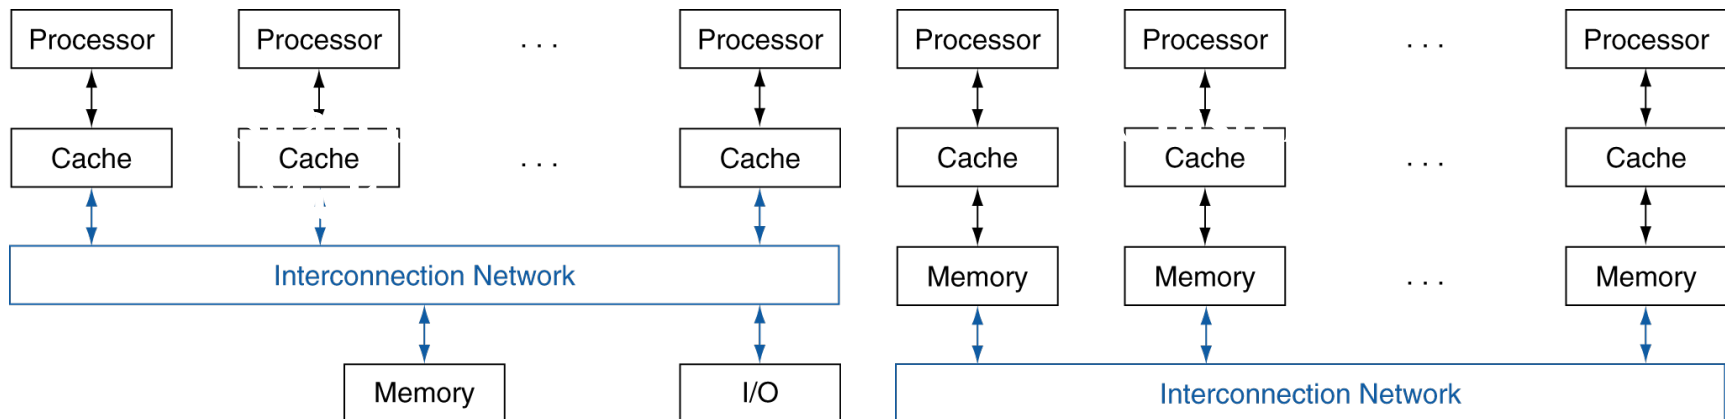 Processor Processor . . . Processor
Cache Cache . . . Cache
Interconnection Network
Memory I/O
Processor Processor . . . Processor
Cache Cache . . . Cache
Memory Memory . . . Memory
Interconnection Network